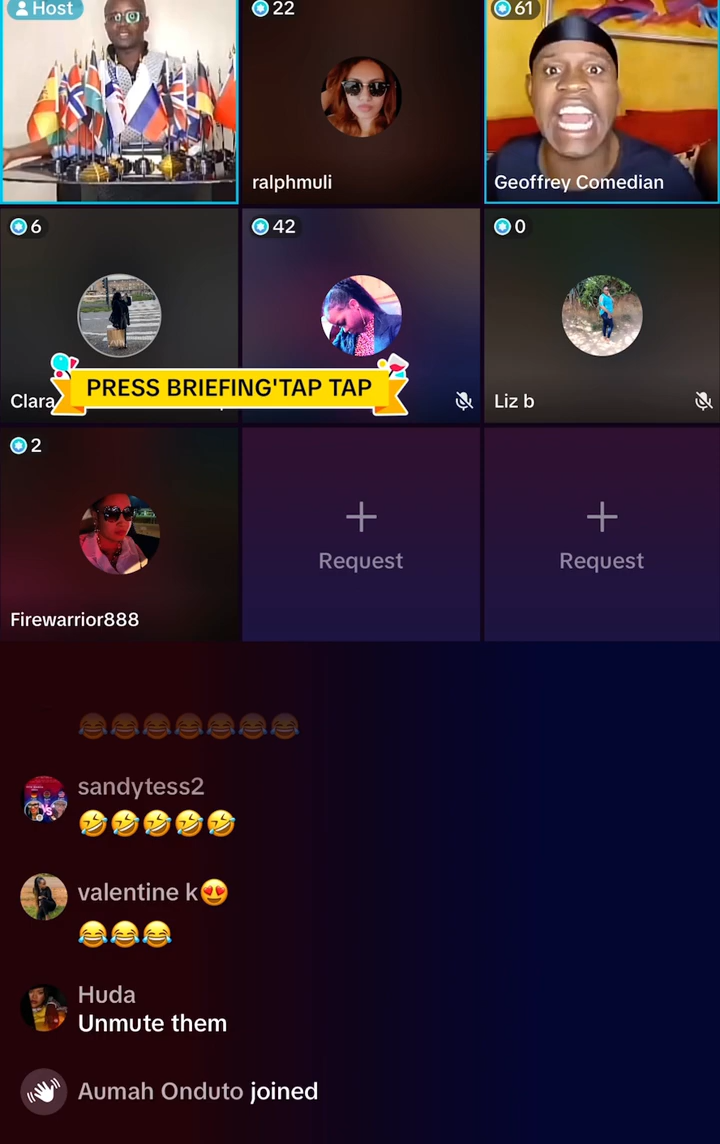 Host
22
61
ralphmuli
Geoffrey Comedian
6
42
0
Clara
PRESS BRIEFING'TAP TAP
Liz b
2
Request
Request
Firewarrior888
😂😂😂😂😂😂😂
sandytess2
🤣🤣🤣🤣🤣
valentine k😍
😂😂😂
Huda
Unmute them
Aumah Onduto joined